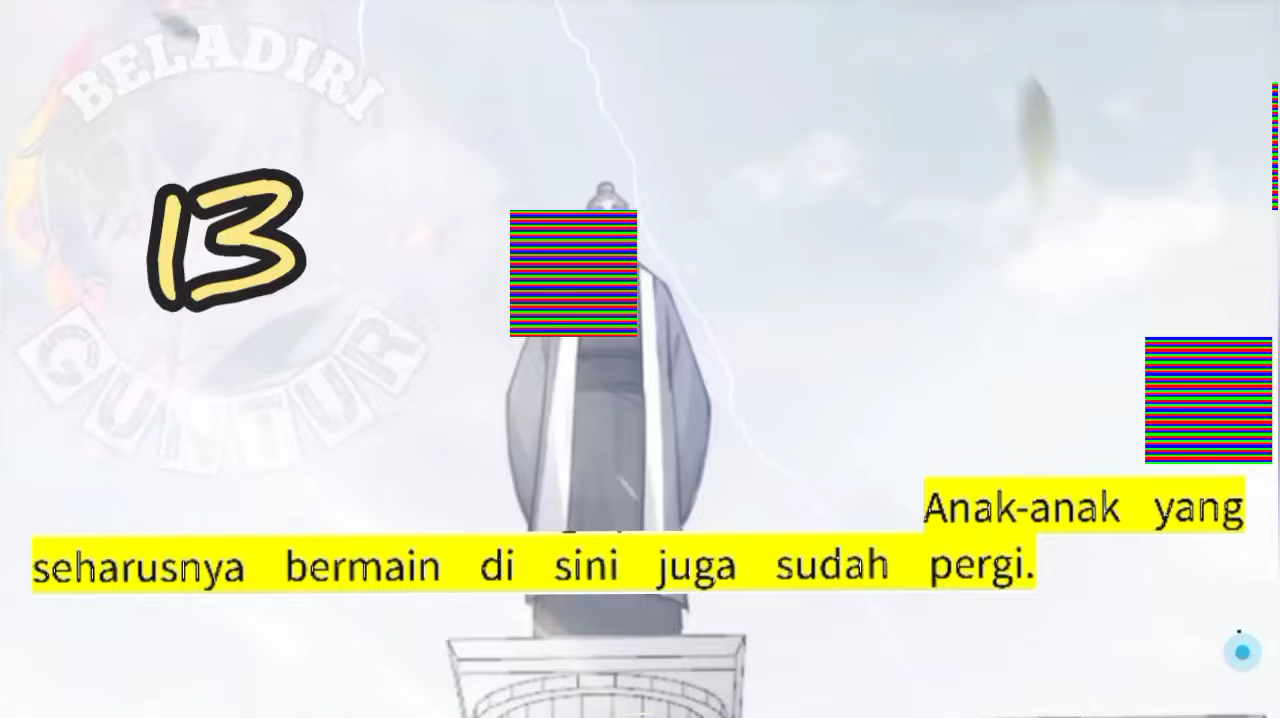 BELADIRI
13
GUNTUR
Anak-anak yang
seharusnya bermain di sini juga sudah pergi.